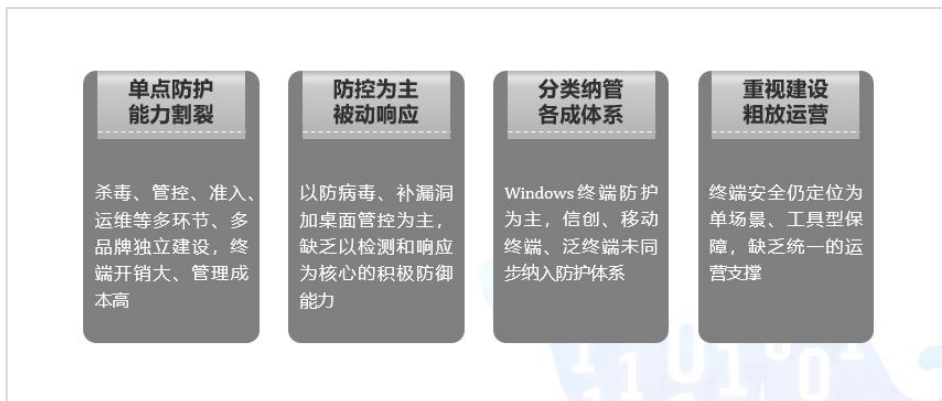 单点防护
能力割裂
杀毒、管控、准入、
运维等多环节、多
品牌独立建设，终
端开销大、管理成
本高
防控为主
被动响应
以防病毒、补漏洞
加桌面管控为主，
缺乏以检测和响应
为核心的积极防御
能力
分类纳管
各成体系
Windows终端防护
为主，信创、移动
终端、泛终端未同
步纳入防护体系
重视建设
粗放运营
终端安全仍定位为
单场景、工具型保
障，缺乏统一的运
营支撑